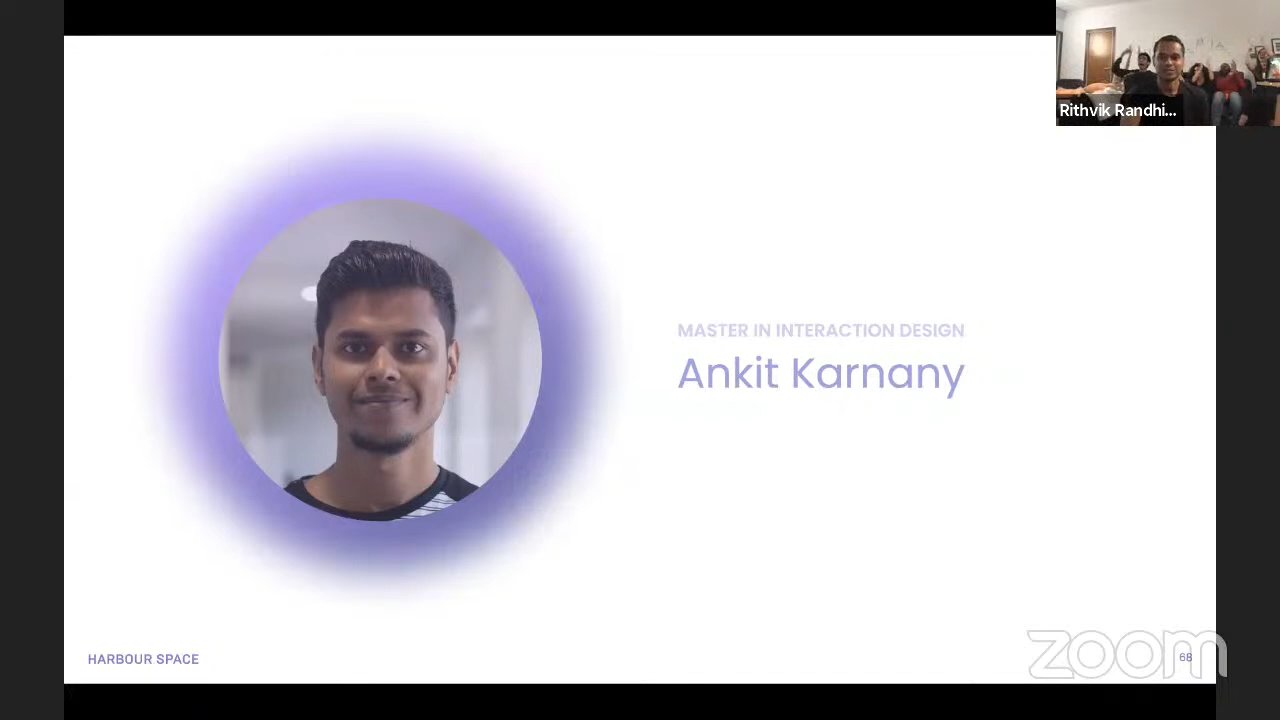 Rithvik Randhi...
MASTER IN INTERACTION DESIGN
Ankit Karnany
HARBOUR SPACE
68
zoom